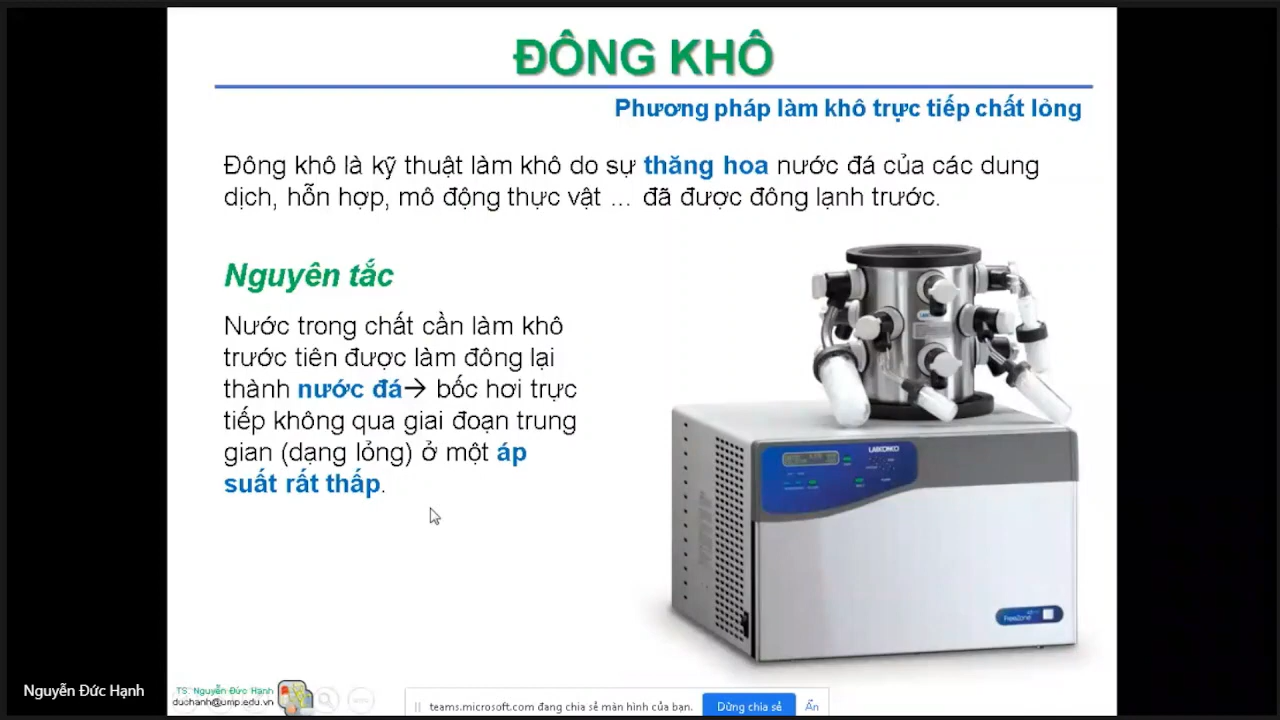 ĐÔNG KHÔ
Phương pháp làm khô trực tiếp chất lỏng
Đông khô là kỹ thuật làm khô do sự thăng hoa nước đá của các dung
dịch, hỗn hợp, mô động thực vật ... đã được đông lạnh trước.
Nguyên tắc
Nước trong chất cần làm khô
trước tiên được làm đông lại
thành nước đá→ bốc hơi trực
tiếp không qua giai đoạn trung
gian (dạng lỏng) ở một áp
suất rất thấp.
LABCONCO
FreeZone
Nguyễn Đức Hạnh
TS. Nguyễn Đức Hạnh
duchanh@ump.edu.vn
teams.microsoft.com đang chia sẻ màn hình của bạn.
Dừng chia sẻ
Ẩn